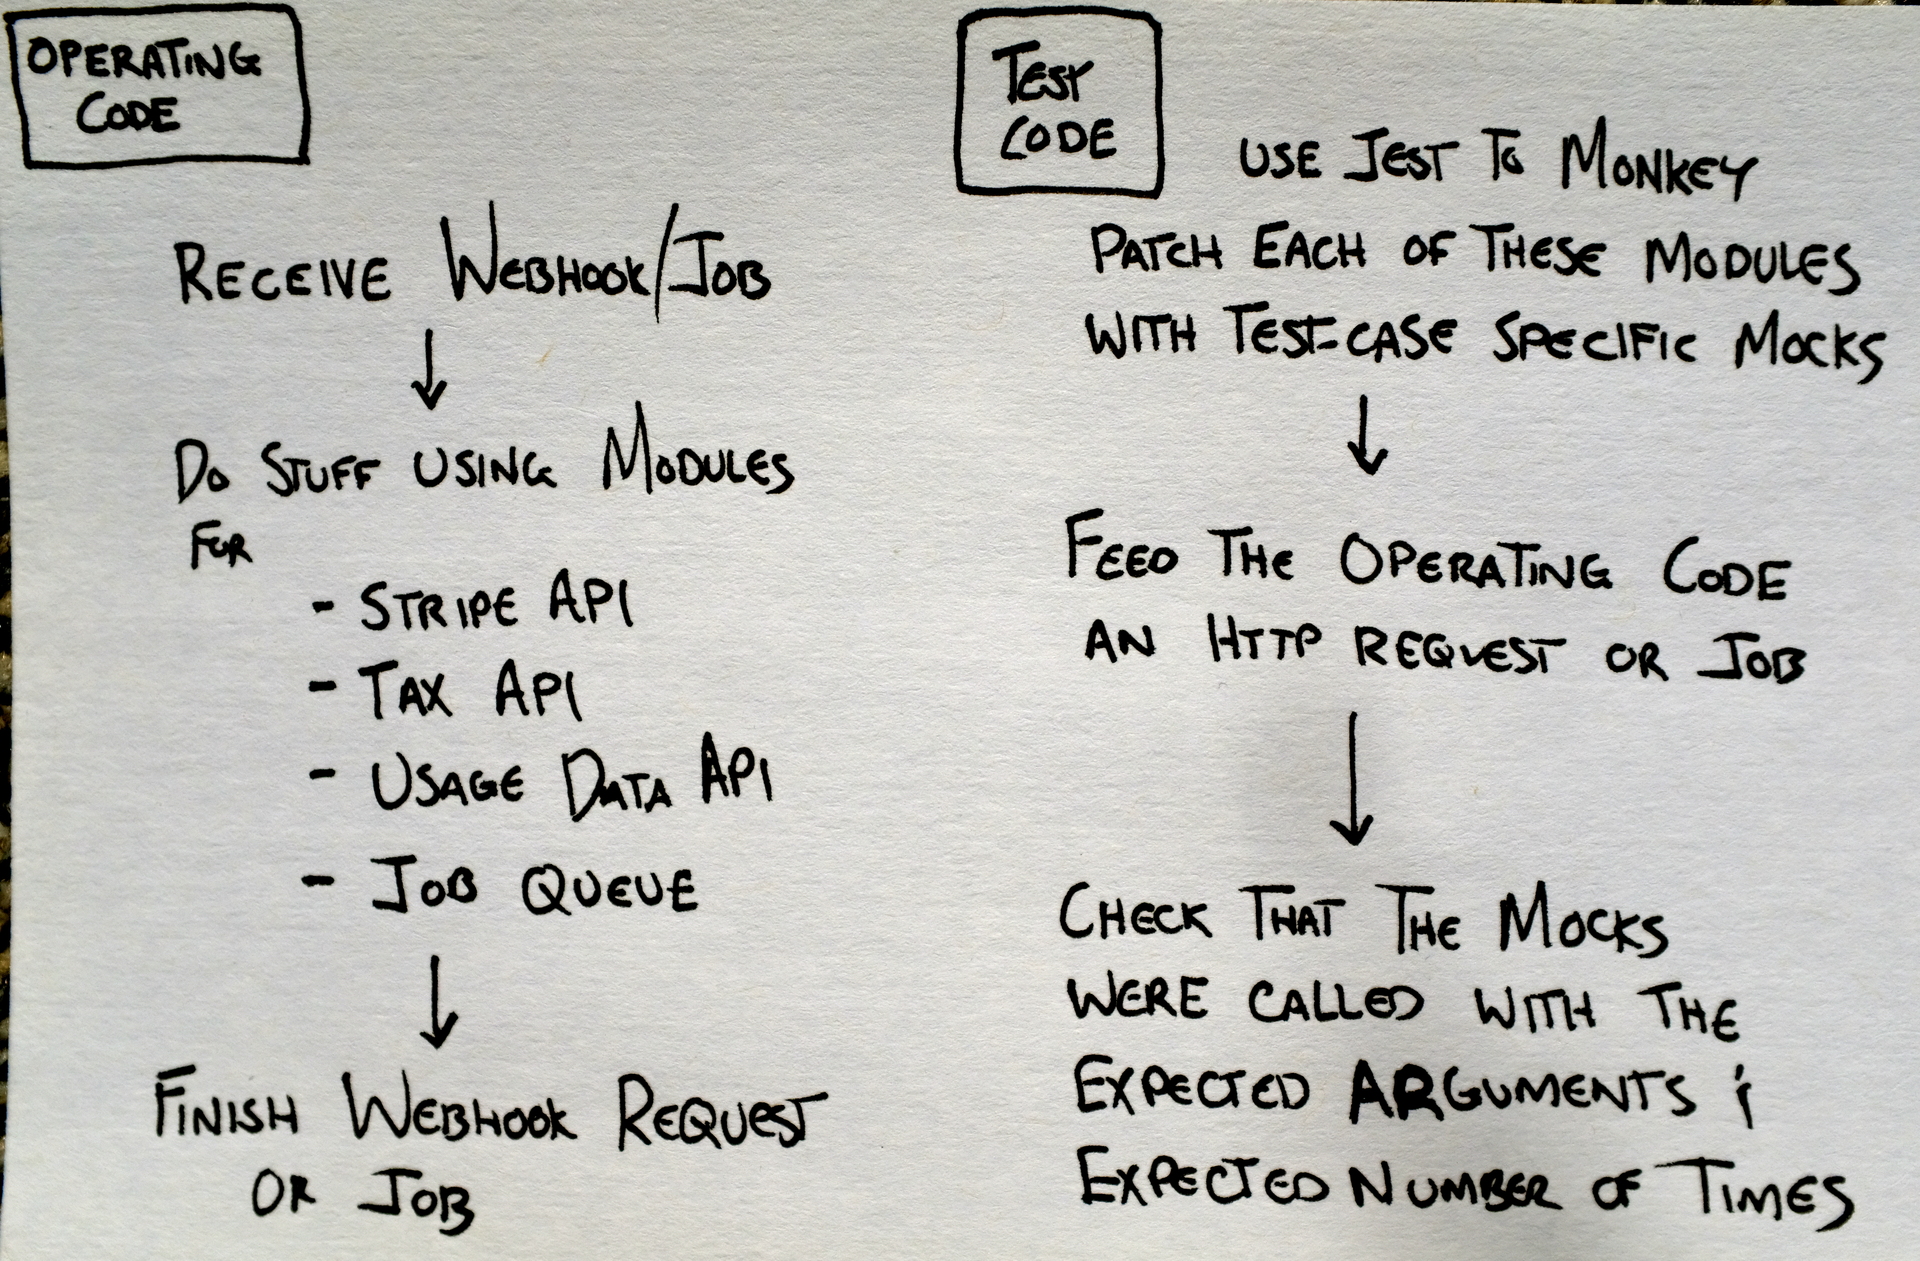 OPERATING
CODE
RECEIVE WEBHOOK/JOB
DO STUFF USING MODULES
FOR
- STRIPE API
- TAX API
- USAGE DATA API
- JOB QUEUE
FINISH WEBHOOK REQUEST
OR JOB
TEST
CODE
USE JEST TO MONKEY
PATCH EACH OF THESE MODULES
WITH TEST-CASE SPECIFIC MOCKS
FEED THE OPERATING CODE
AN HTTP REQUEST OR JOB
CHECK THAT THE MOCKS
WERE CALLED WITH THE
EXPECTED ARGUMENTS &
EXPECTED NUMBER OF TIMES